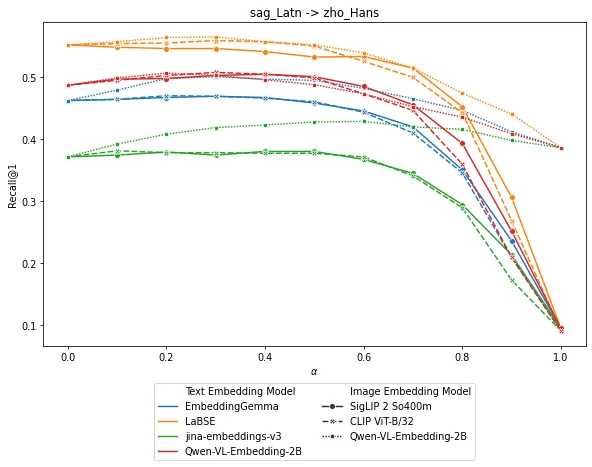 sag_Latn -> zho_Hans
Recall@1
0.5
0.4
0.3
0.2
0.1
0.0 0.2 0.4 0.6 0.8 1.0
α
Text Embedding Model Image Embedding Model
EmbeddingGemma SigLIP 2 So400m
LaBSE CLIP ViT-B/32
jina-embeddings-v3 Qwen-VL-Embedding-2B
Qwen-VL-Embedding-2B